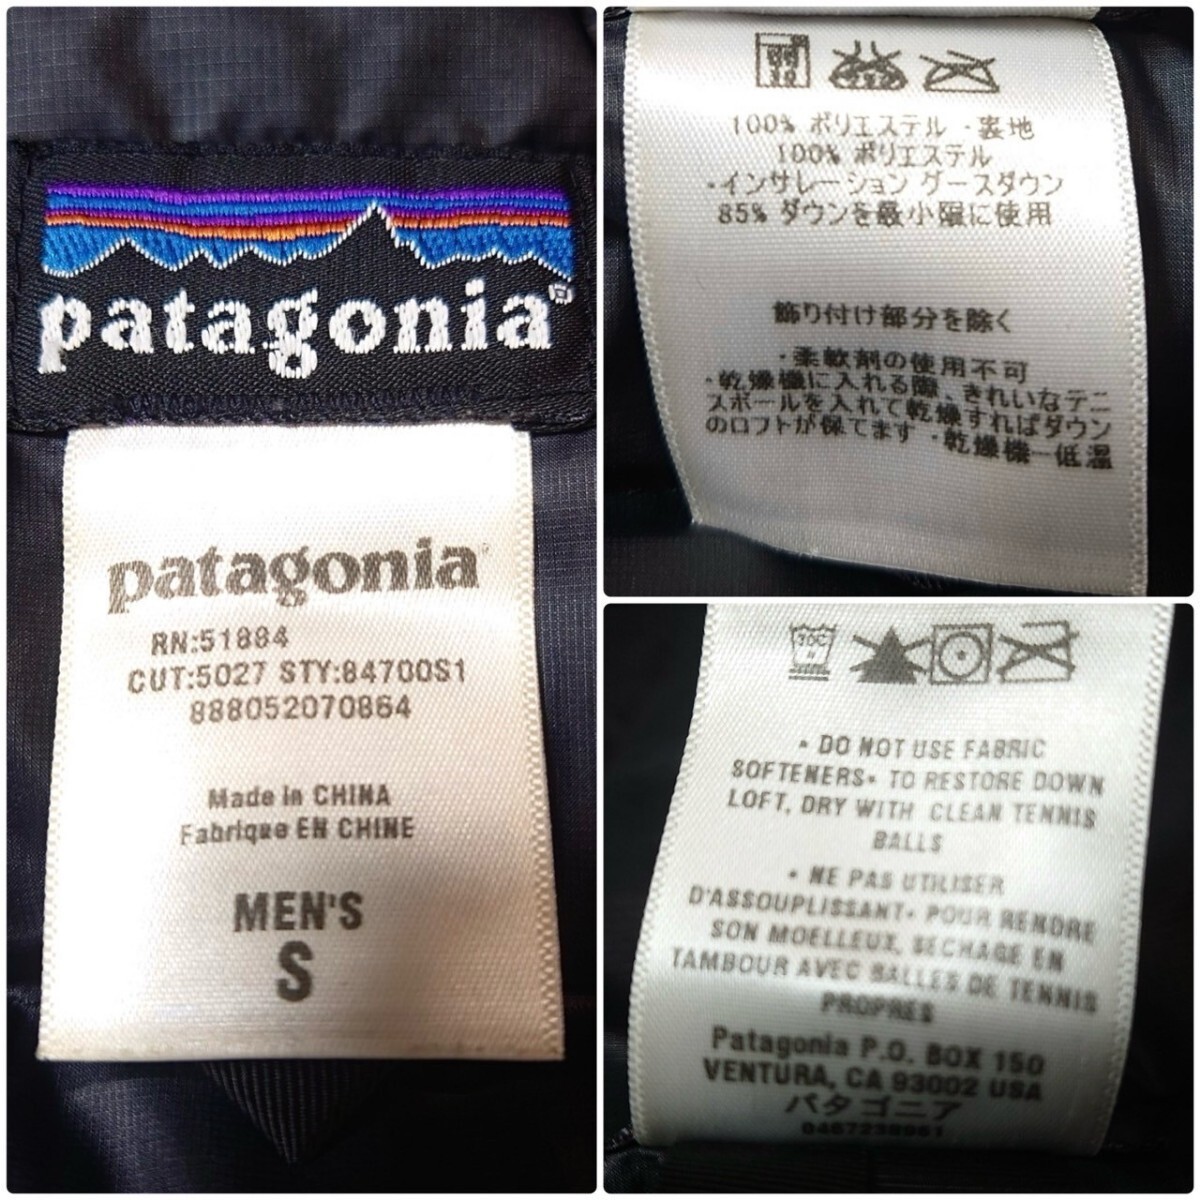 patagonia®
patagonia®
RN:51884
CUT:5027 STY:84700S1
888052070864
Made in CHINA
Fabrique EN CHINE
MEN'S
S
100% ポリエステル ・裏地
100% ポリエステル
・インサレーション グースダウン
85% ダウンを最小限に使用
飾り付け部分を除く
・柔軟剤の使用不可
・乾燥機に入れる際、きれいなテニ
スボールを入れて乾燥すればダウン
のロフトが保てます ・乾燥機ー低温
30C
• DO NOT USE FABRIC
SOFTENERS• TO RESTORE DOWN
LOFT, DRY WITH CLEAN TENNIS
BALLS
• NE PAS UTILISER
D'ASSOUPLISSANT• POUR RENDRE
SON MOELLEUX, SECHAGE EN
TAMBOUR AVEC BALLES DE TENNIS
PROPRES
Patagonia P.O. BOX 150
VENTURA, CA 93002 USA
パタゴニア
0467238961